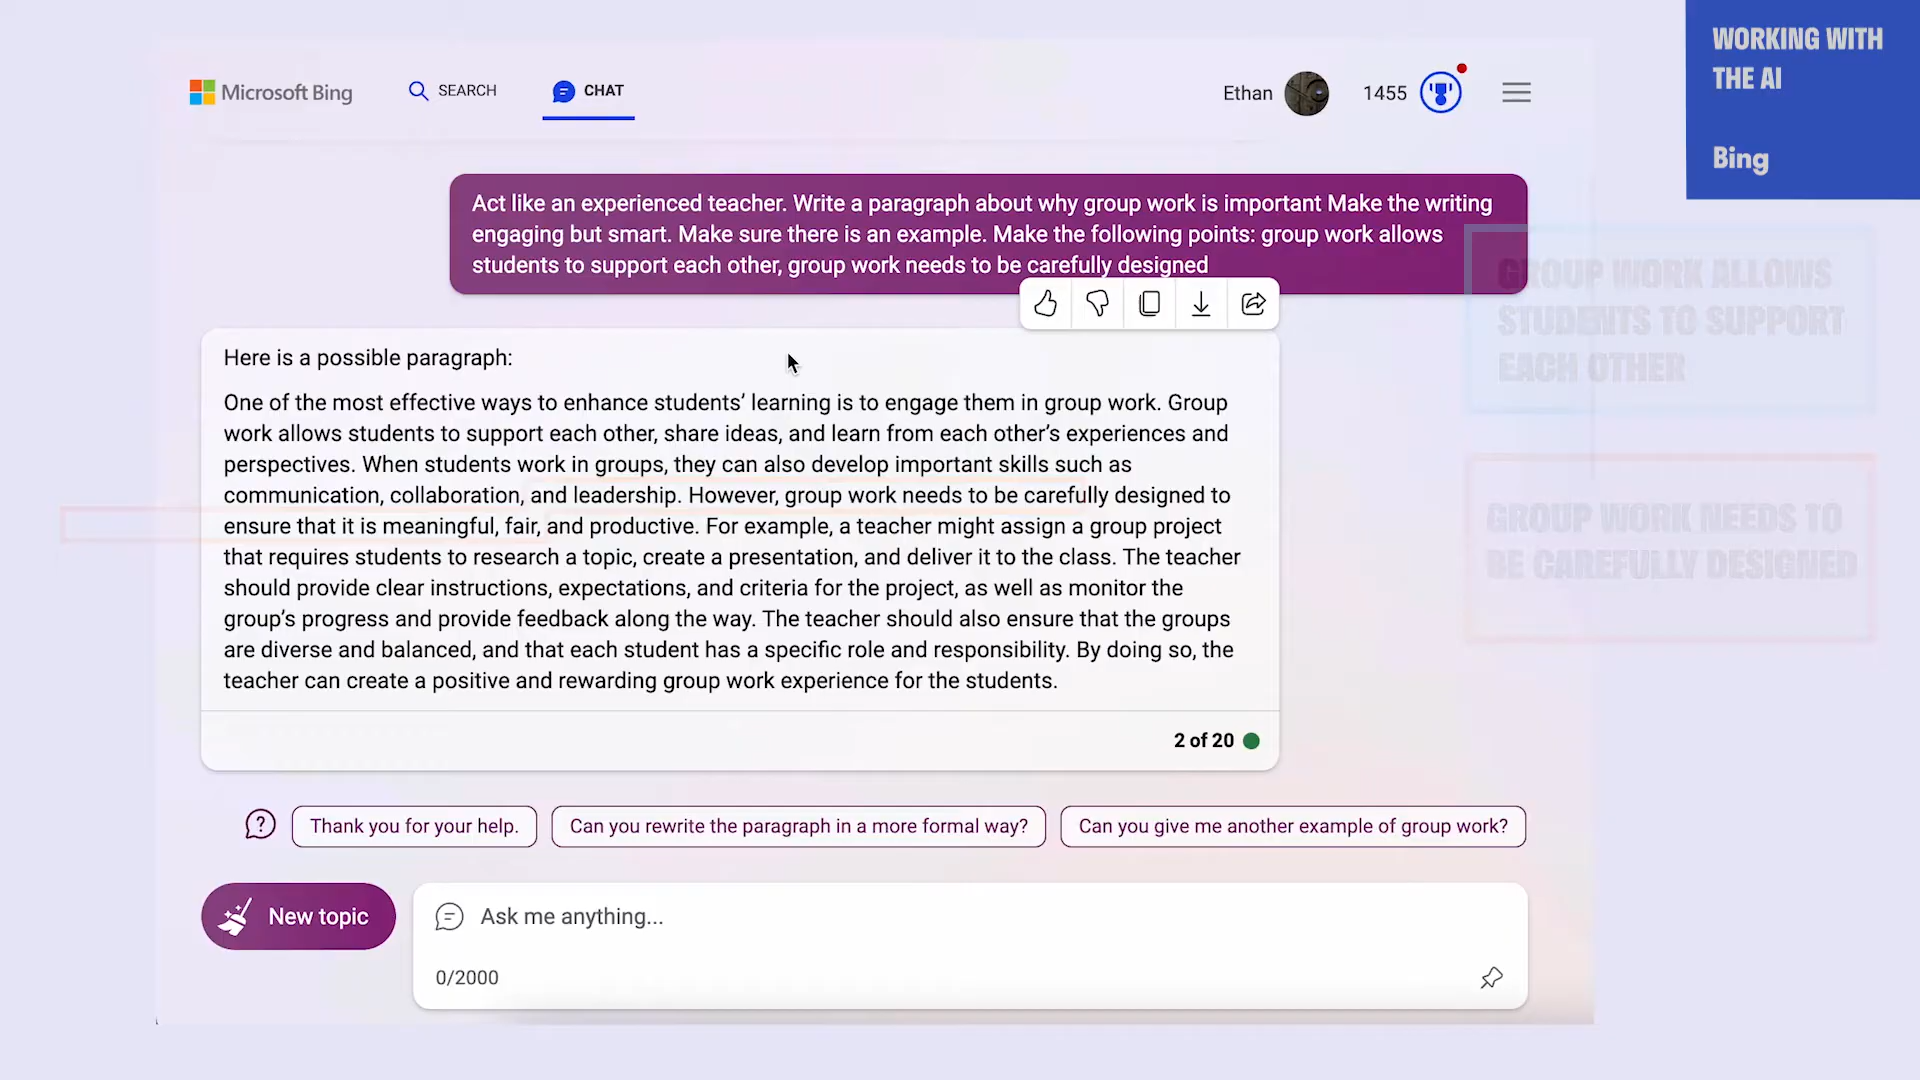 Microsoft Bing
SEARCH
CHAT
Ethan
1455
WORKING WITH
THE AI
Bing
Act like an experienced teacher. Write a paragraph about why group work is important Make the writing
engaging but smart. Make sure there is an example. Make the following points: group work allows
students to support each other, group work needs to be carefully designed
GROUP WORK ALLOWS
STUDENTS TO SUPPORT
EACH OTHER
GROUP WORK NEEDS TO
BE CAREFULLY DESIGNED
Here is a possible paragraph:
One of the most effective ways to enhance students’ learning is to engage them in group work. Group
work allows students to support each other, share ideas, and learn from each other’s experiences and
perspectives. When students work in groups, they can also develop important skills such as
communication, collaboration, and leadership. However, group work needs to be carefully designed to
ensure that it is meaningful, fair, and productive. For example, a teacher might assign a group project
that requires students to research a topic, create a presentation, and deliver it to the class. The teacher
should provide clear instructions, expectations, and criteria for the project, as well as monitor the
group’s progress and provide feedback along the way. The teacher should also ensure that the groups
are diverse and balanced, and that each student has a specific role and responsibility. By doing so, the
teacher can create a positive and rewarding group work experience for the students.
2 of 20
Thank you for your help.
Can you rewrite the paragraph in a more formal way?
Can you give me another example of group work?
New topic
Ask me anything...
0/2000